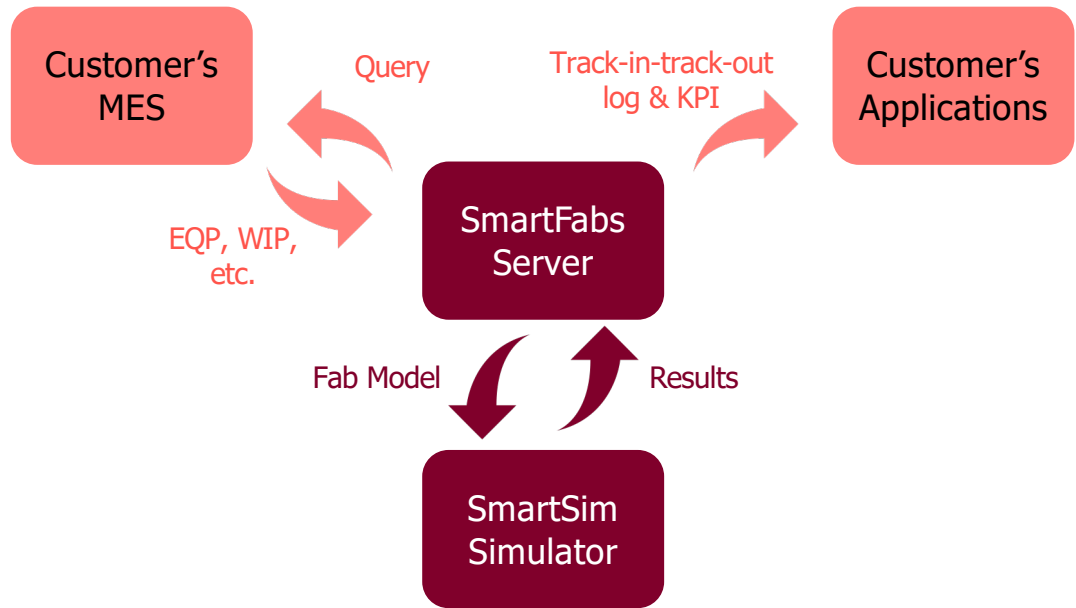 Customer’s
MES
Query
Track-in-track-out
log & KPI
Customer’s
Applications
EQP, WIP,
etc.
SmartFabs
Server
Fab Model
Results
SmartSim
Simulator